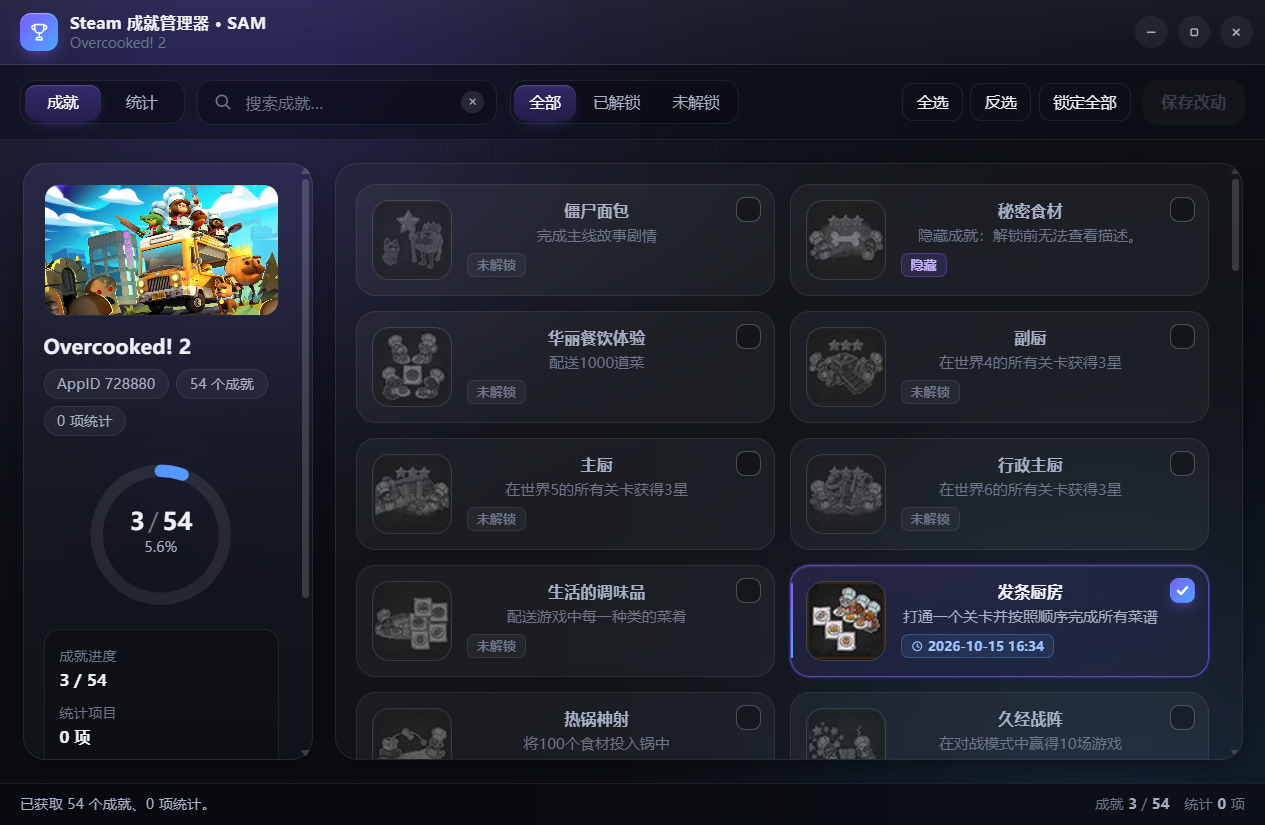 Steam 成就管理器 • SAM
Overcooked! 2
成就 统计 搜索成就... 全部 已解锁 未解锁 全选 反选 锁定全部 保存改动
Overcooked! 2
AppID 728880 54 个成就
0 项统计
3 / 54
5.6%
成就进度
3 / 54
统计项目
0 项
僵尸面包
完成主线故事剧情
未解锁
秘密食材
隐藏成就：解锁前无法查看描述。
隐藏
华丽餐饮体验
配送1000道菜
未解锁
副厨
在世界4的所有关卡获得3星
未解锁
主厨
在世界5的所有关卡获得3星
未解锁
行政主厨
在世界6的所有关卡获得3星
未解锁
生活的调味品
配送游戏中每一种类的菜肴
未解锁
发条厨房
打通一个关卡并按照顺序完成所有菜谱
2026-10-15 16:34
热锅神射
将100个食材投入锅中
久经战阵
在对战模式中赢得10场游戏
已获取 54 个成就、0 项统计。
成就 3 / 54 统计 0 项